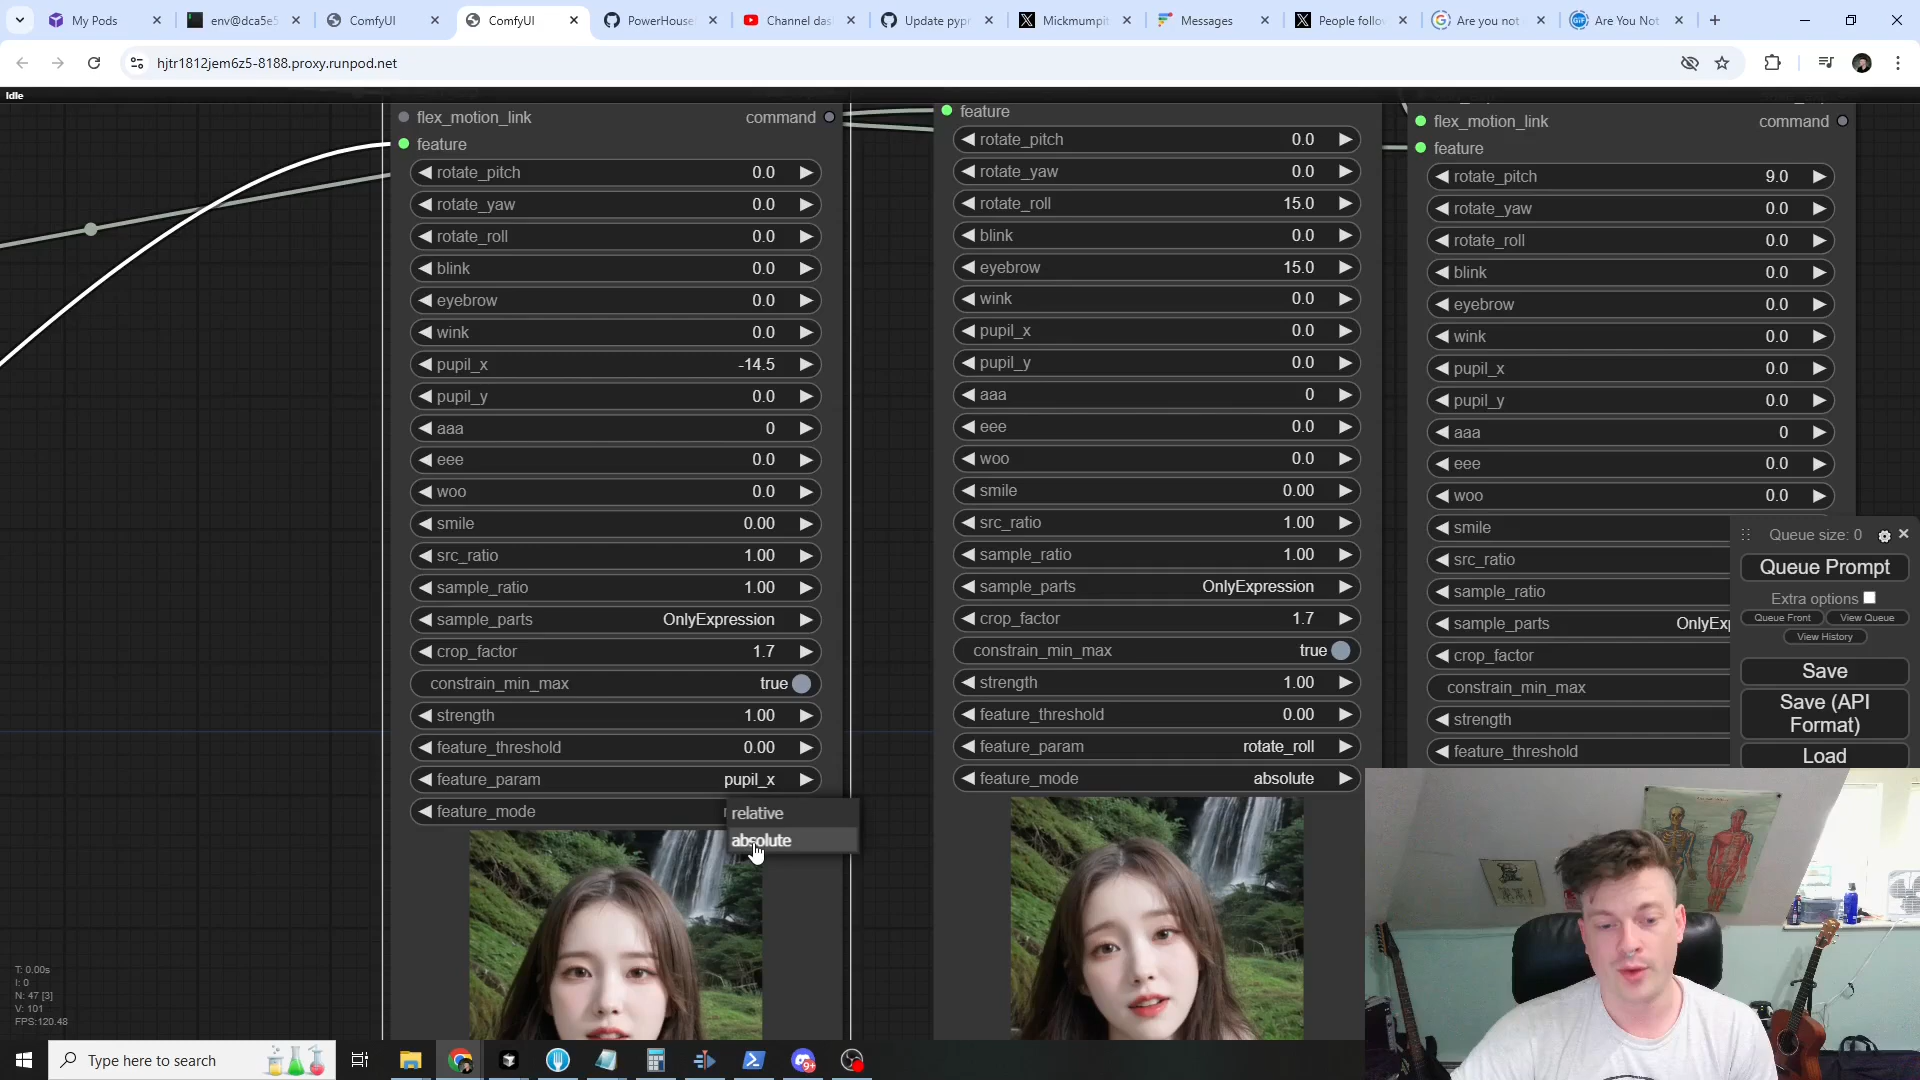 My Pods
env@dca5e5
ComfyUI
ComfyUI
PowerHouse
Channel das
Update pypr
Mickmumpit
Messages
People follo
Are you not
Are You Not
hjtr1812jem6z5-8188.proxy.runpod.net
Idle
flex_motion_link command
feature
rotate_pitch 0.0
rotate_yaw 0.0
rotate_roll 0.0
blink 0.0
eyebrow 0.0
wink 0.0
pupil_x -14.5
pupil_y 0.0
aaa 0
eee 0.0
woo 0.0
smile 0.00
src_ratio 1.00
sample_ratio 1.00
sample_parts OnlyExpression
crop_factor 1.7
constrain_min_max true
strength 1.00
feature_threshold 0.00
feature_param pupil_x
feature_mode
relative
absolute
feature
rotate_pitch 0.0
rotate_yaw 0.0
rotate_roll 15.0
blink 0.0
eyebrow 15.0
wink 0.0
pupil_x 0.0
pupil_y 0.0
aaa 0
eee 0.0
woo 0.0
smile 0.00
src_ratio 1.00
sample_ratio 1.00
sample_parts OnlyExpression
crop_factor 1.7
constrain_min_max true
strength 1.00
feature_threshold 0.00
feature_param rotate_roll
feature_mode absolute
flex_motion_link command
feature
rotate_pitch 9.0
rotate_yaw 0.0
rotate_roll 0.0
blink 0.0
eyebrow 0.0
wink 0.0
pupil_x 0.0
pupil_y 0.0
aaa 0
eee 0.0
woo 0.0
smile
src_ratio
sample_ratio
sample_parts OnlyExp
crop_factor
constrain_min_max
strength
feature_threshold
Queue size: 0
Queue Prompt
Extra options
Queue Front View Queue
View History
Save
Save (API
Format)
Load
T: 0.00s
I: 0
N: 47 [3]
V: 101
FPS:120.48
Type here to search
9+